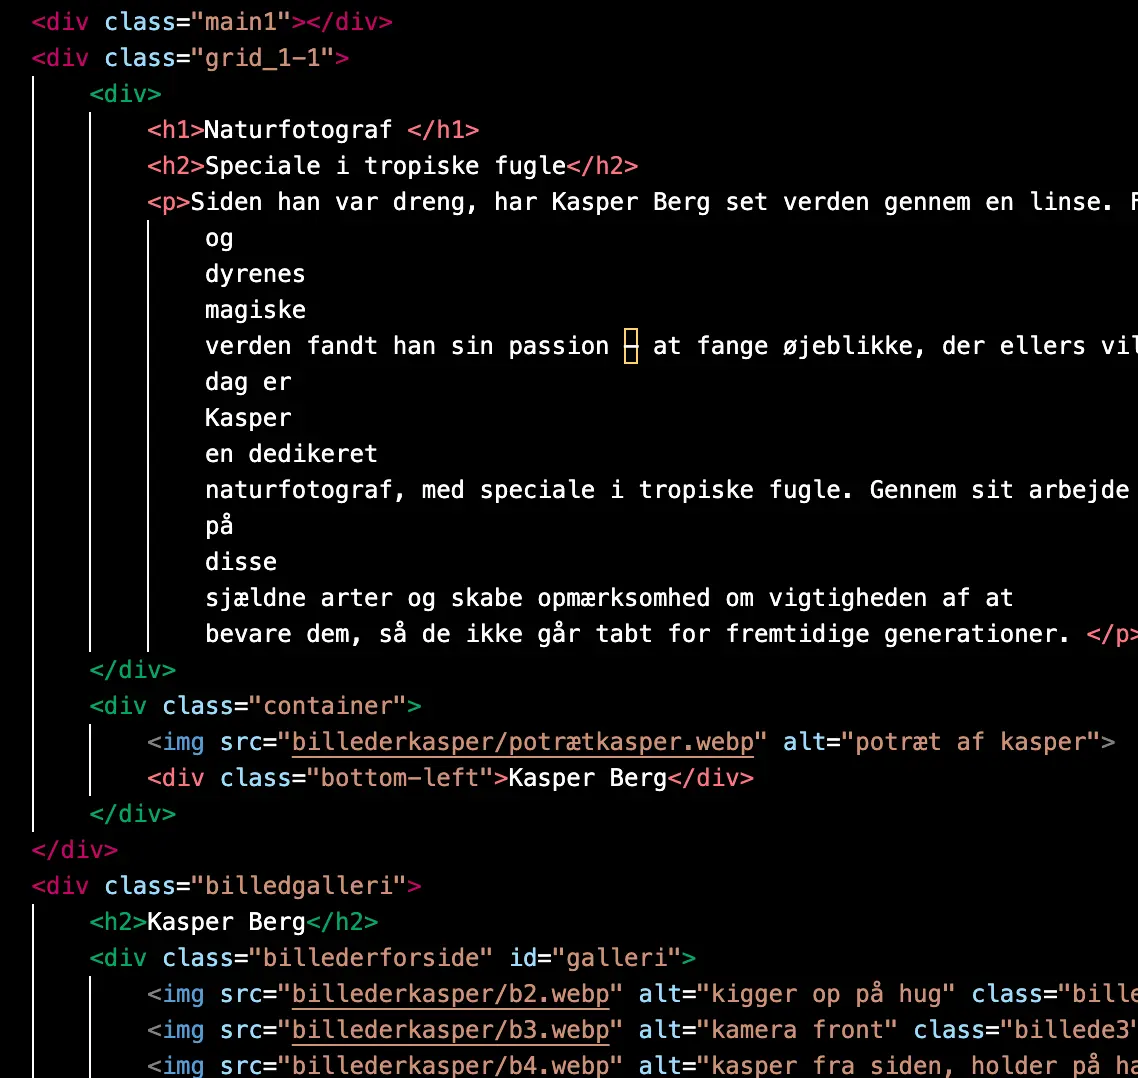 <div class="main1"></div>
<div class="grid_1-1">
<div>
<h1>Naturfotograf </h1>
<h2>Speciale i tropiske fugle</h2>
<p>Siden han var dreng, har Kasper Berg set verden gennem en linse.
og
dyrenes
magiske
verden fandt han sin passion – at fange øjeblikke, der ellers vil
dag er
Kasper
en dedikeret
naturfotograf, med speciale i tropiske fugle. Gennem sit arbejde
på
disse
sjældne arter og skabe opmærksomhed om vigtigheden af at
bevare dem, så de ikke går tabt for fremtidige generationer. </p>
</div>
<div class="container">
<img src="billederkasper/potrætkasper.webp" alt="potræt af kasper">
<div class="bottom-left">Kasper Berg</div>
</div>
</div>
<div class="billedgalleri">
<h2>Kasper Berg</h2>
<div class="billederforside" id="galleri">
<img src="billederkasper/b2.webp" alt="kigger op på hug" class="bille
<img src="billederkasper/b3.webp" alt="kamera front" class="billede3"
<img src="billederkasper/b4.webp" alt="kasper fra siden, holder på ha